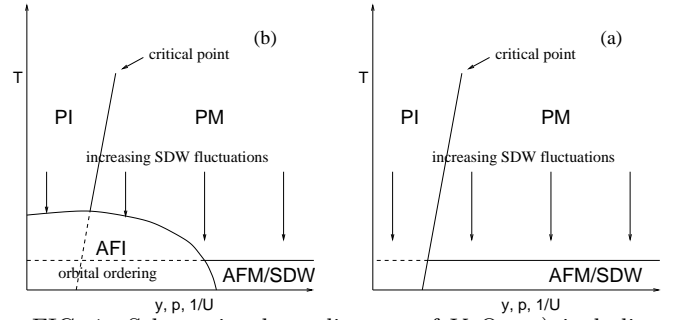 (b)
critical point
T
PI
PM
increasing SDW fluctuations
AFI
orbital ordering
AFM/SDW
y, p, 1/U
(a)
critical point
T
PI
PM
increasing SDW fluctuations
AFM/SDW
y, p, 1/U